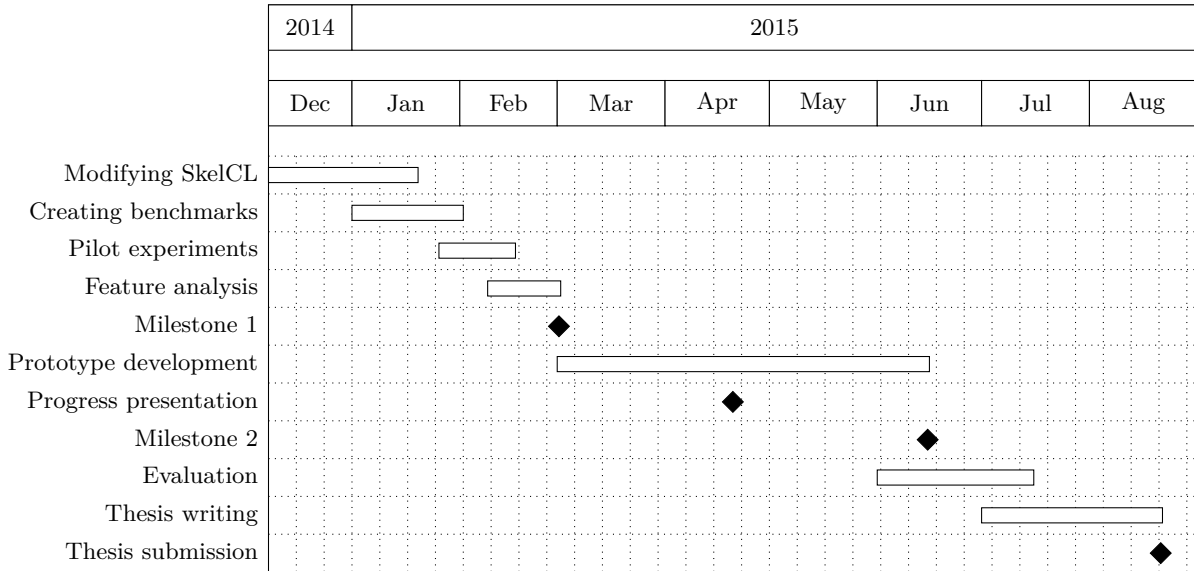 2014 2015
Dec Jan Feb Mar Apr May Jun Jul Aug
Modifying SkelCL
Creating benchmarks
Pilot experiments
Feature analysis
Milestone 1
Prototype development
Progress presentation
Milestone 2
Evaluation
Thesis writing
Thesis submission